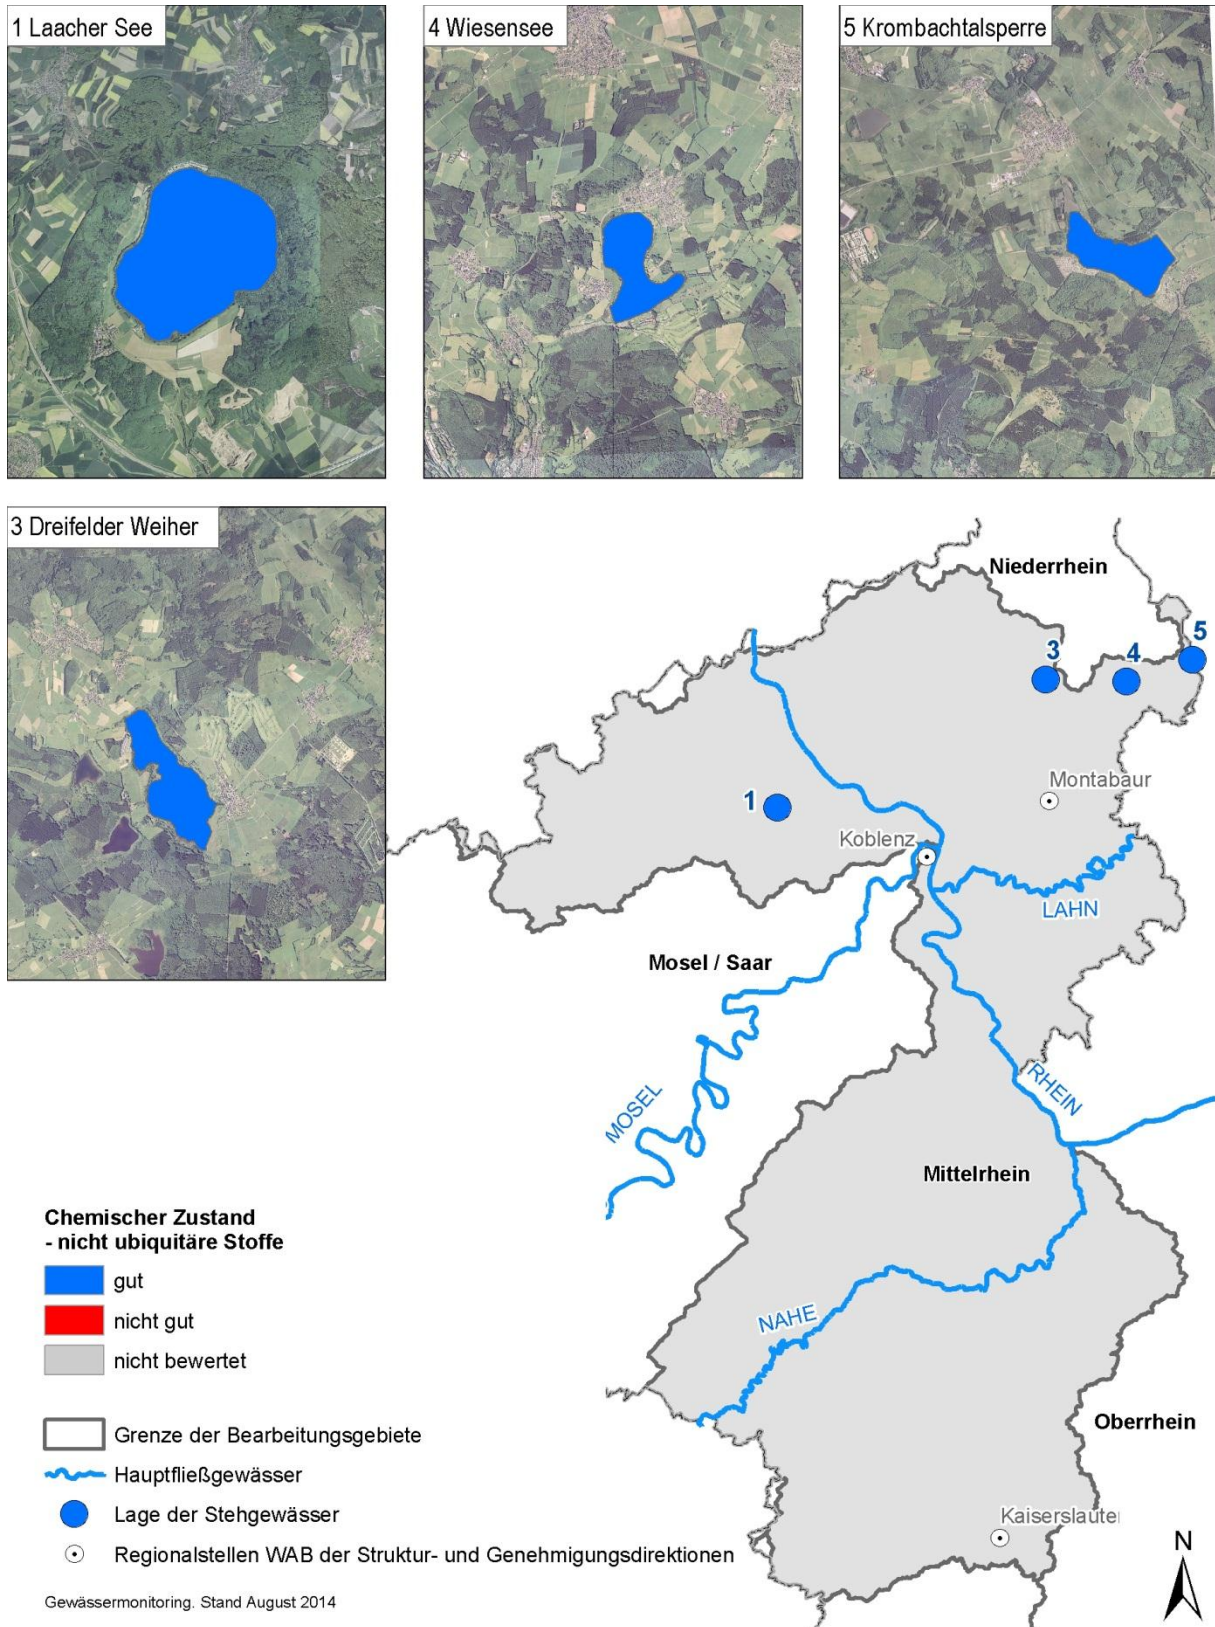 1 Laacher See
4 Wiesensee
5 Krombachtalsperre
3 Dreifelder Weiher
Niederrhein
5
3
4
Montabaur
1
Koblenz
LAHN
Mosel / Saar
MOSEL
RHEIN
Mittelrhein
NAHE
Oberrhein
Kaiserslaute
N
Chemischer Zustand
- nicht ubiquitäre Stoffe
gut
nicht gut
nicht bewertet
Grenze der Bearbeitungsgebiete
Hauptfließgewässer
Lage der Stehgewässer
Regionalstellen WAB der Struktur- und Genehmigungsdirektionen
Gewässermonitoring. Stand August 2014